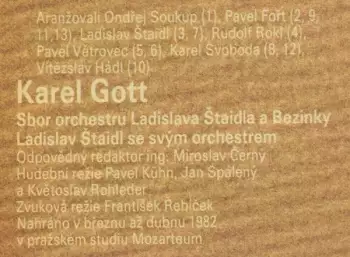 Aranžovali Ondřej Soukup (1), Pavel Fořt (2, 9,
11,13), Ladislav Štaidl (3, 7), Rudolf Rokl (4),
Pavel Větrovec (5, 6), Karel Svoboda (8, 12),
Vítězslav Hádl (10)
Karel Gott
Sbor orchestru Ladislava Štaidla a Bezinky
Ladislav Štaidl se svým orchestrem
Odpovědný redaktor ing. Miroslav Černý
Hudební režie Pavel Kühn, Jan Spálený
a Květoslav Rohleder
Zvuková režie František Řebíček
Nahráno v březnu až dubnu 1982
v pražském studiu Mozarteum